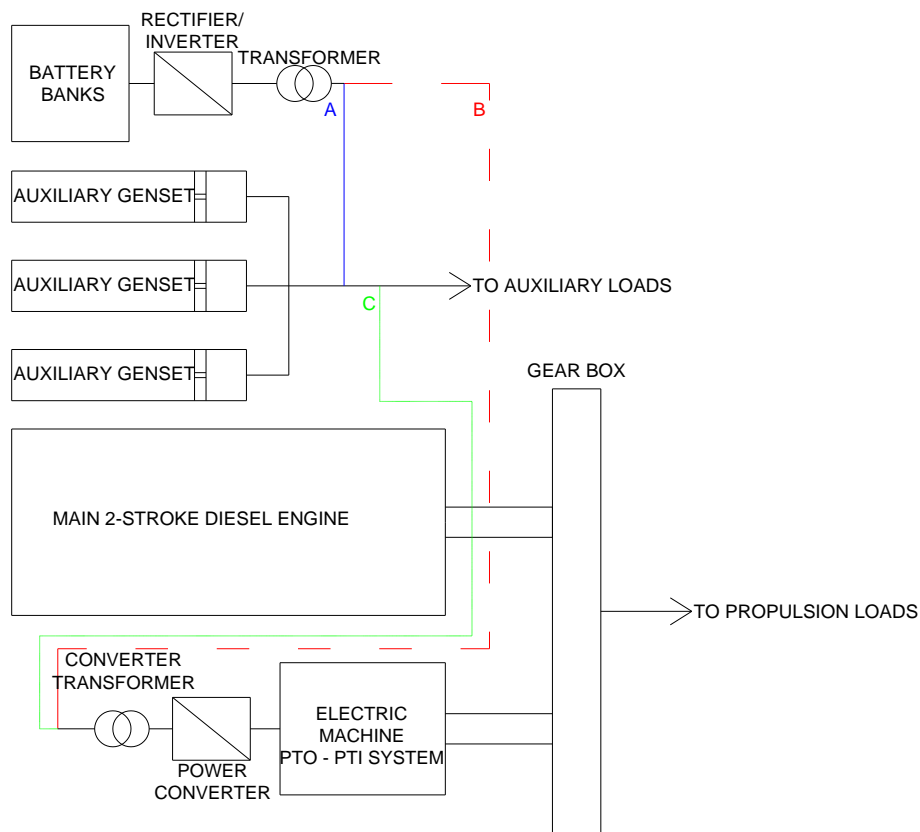 RECTIFIER/
INVERTER
TRANSFORMER
BATTERY
BANKS
A
B
AUXILIARY GENSET
AUXILIARY GENSET
TO AUXILIARY LOADS
C
AUXILIARY GENSET
GEAR BOX
MAIN 2-STROKE DIESEL ENGINE
TO PROPULSION LOADS
CONVERTER
TRANSFORMER
POWER
CONVERTER
ELECTRIC
MACHINE
PTO - PTI SYSTEM